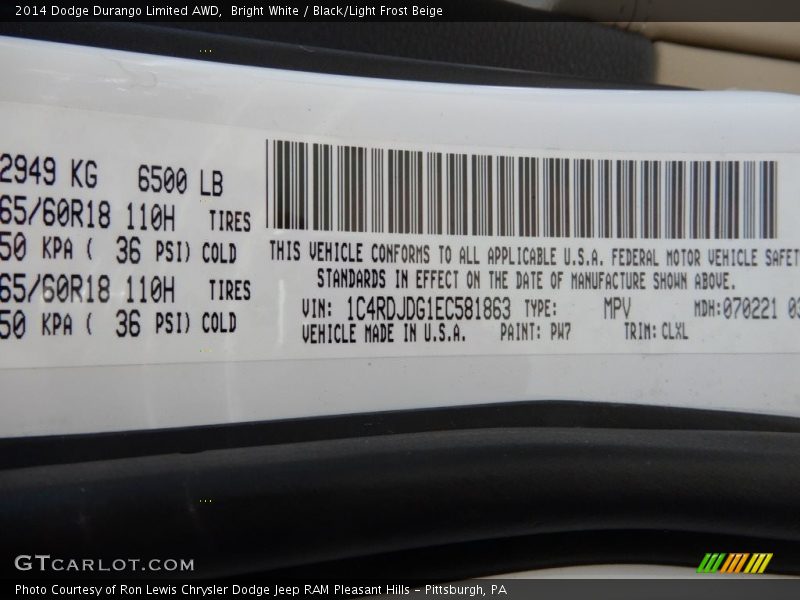 2014 Dodge Durango Limited AWD, Bright White / Black/Light Frost Beige
2949 KG 6500 LB
65/60R18 110H TIRES
50 KPA ( 36 PSI) COLD
65/60R18 110H TIRES
50 KPA ( 36 PSI) COLD
THIS VEHICLE CONFORMS TO ALL APPLICABLE U.S.A. FEDERAL MOTOR VEHICLE SAFET
STANDARDS IN EFFECT ON THE DATE OF MANUFACTURE SHOWN ABOVE.
VIN: 1C4RDJDG1EC581863 TYPE: MPV MDH:070221 03
VEHICLE MADE IN U.S.A. PAINT: PW7 TRIM: CLXL
GTCARLOT.COM
Photo Courtesy of Ron Lewis Chrysler Dodge Jeep RAM Pleasant Hills - Pittsburgh, PA